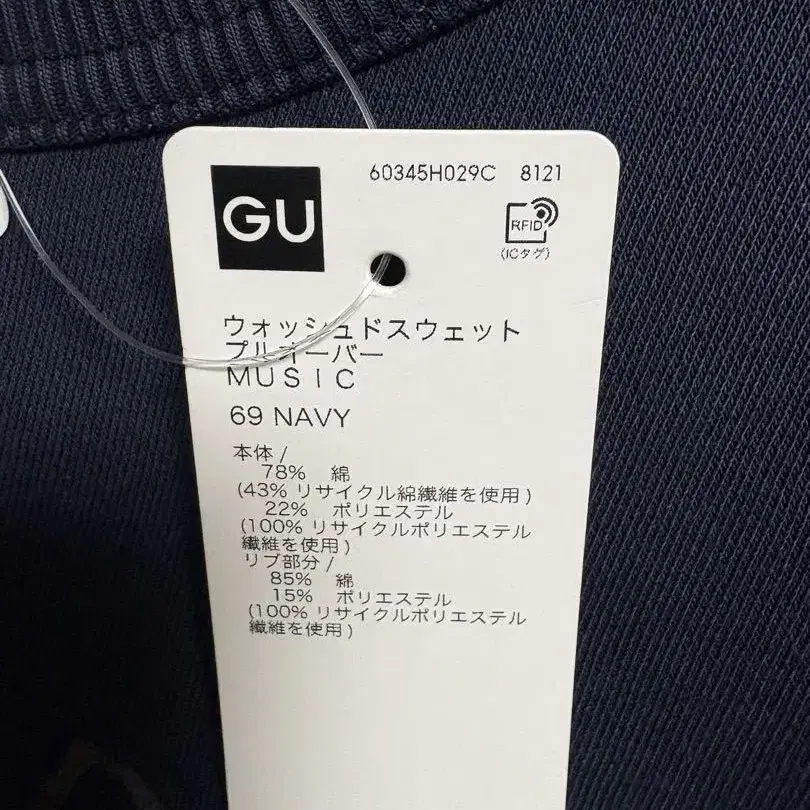 GU
60345H029C 8121
RFID
(ICタグ)
ウォッシュドスウェット
プルオーバー
MUSIC
69 NAVY
本体/
78% 綿
(43% リサイクル綿繊維を使用)
22% ポリエステル
(100% リサイクルポリエステル
繊維を使用)
リブ部分/
85% 綿
15% ポリエステル
(100% リサイクルポリエステル
繊維を使用)